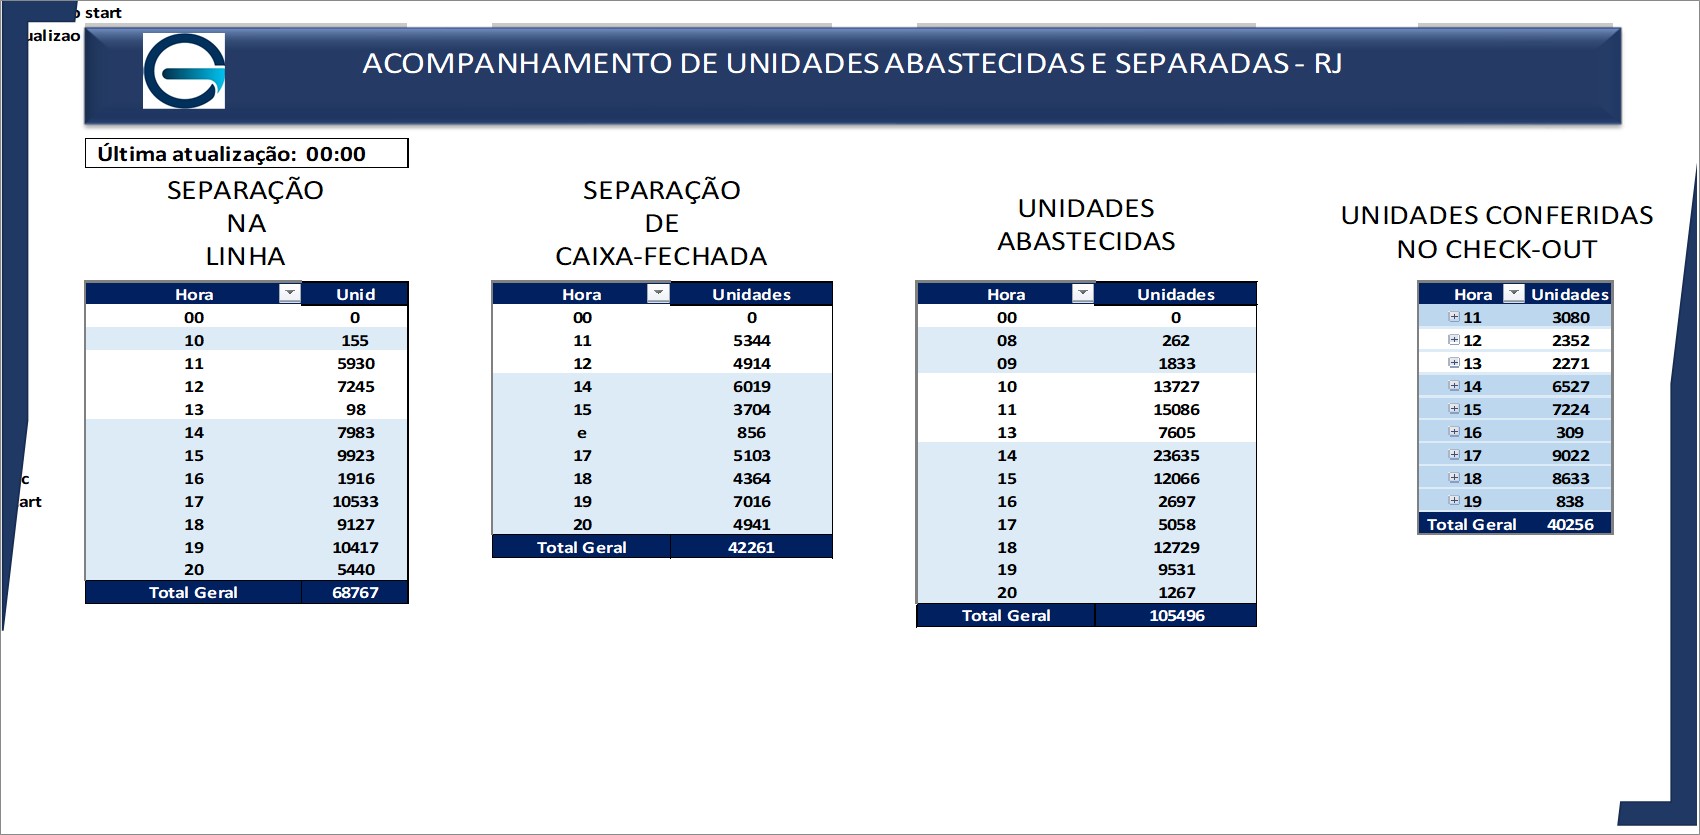 start
ualizao
ACOMPANHAMENTO DE UNIDADES ABASTECIDAS E SEPARADAS - RJ
Última atualização: 00:00
SEPARAÇÃO
NA
LINHA
Hora Unid
00 0
10 155
11 5930
12 7245
13 98
14 7983
15 9923
16 1916
17 10533
18 9127
19 10417
20 5440
Total Geral 68767
SEPARAÇÃO
DE
CAIXA-FECHADA
Hora Unidades
00 0
11 5344
12 4914
14 6019
15 3704
e 856
17 5103
18 4364
19 7016
20 4941
Total Geral 42261
UNIDADES
ABASTECIDAS
Hora Unidades
00 0
08 262
09 1833
10 13727
11 15086
13 7605
14 23635
15 12066
16 2697
17 5058
18 12729
19 9531
20 1267
Total Geral 105496
UNIDADES CONFERIDAS
NO CHECK-OUT
Hora Unidades
11 3080
12 2352
13 2271
14 6527
15 7224
16 309
17 9022
18 8633
19 838
Total Geral 40256
c
art